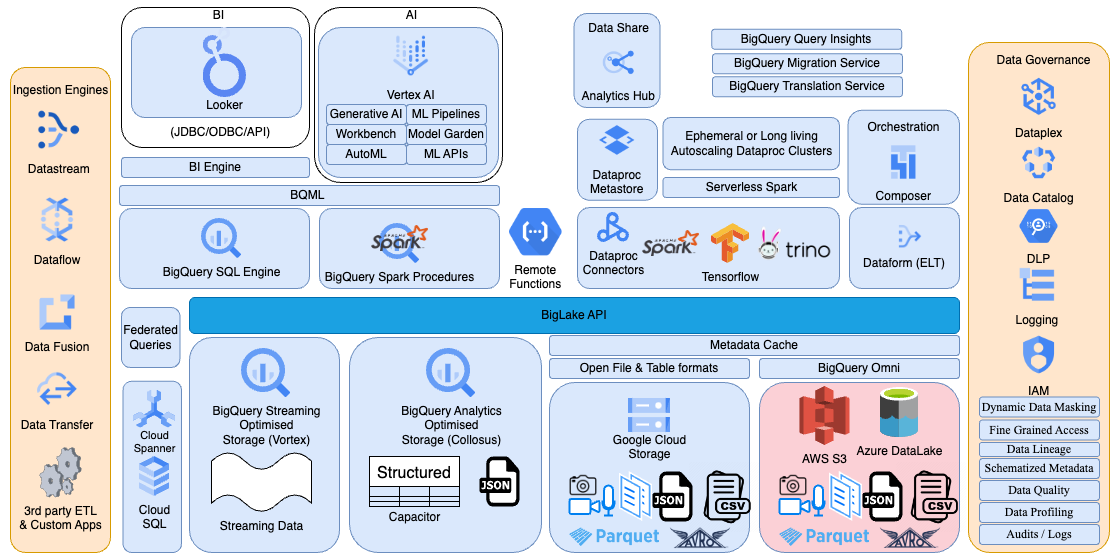 Ingestion Engines
Datastream
Dataflow
Data Fusion
Data Transfer
3rd party ETL
& Custom Apps
BI
Looker
(JDBC/ODBC/API)
BI Engine
AI
Vertex AI
Generative AI
ML Pipelines
Workbench
Model Garden
AutoML
ML APIs
BQML
BigQuery SQL Engine
APACHE
Spark
BigQuery Spark Procedures
Remote
Functions
Data Share
Analytics Hub
BigQuery Query Insights
BigQuery Migration Service
BigQuery Translation Service
Dataproc
Metastore
Ephemeral or Long living
Autoscaling Dataproc Clusters
Serverless Spark
Orchestration
Composer
Dataproc
Connectors
APACHE
Spark
Tensorflow
trino
Dataform (ELT)
BigLake API
Federated
Queries
Cloud
Spanner
Cloud
SQL
BigQuery Streaming
Optimised
Storage (Vortex)
Streaming Data
BigQuery Analytics
Optimised
Storage (Collosus)
Structured
Capacitor
JSON
Metadata Cache
Open File & Table formats
BigQuery Omni
Google Cloud
Storage
JSON
CSV
Parquet
AVRO
AWS S3
Azure DataLake
JSON
CSV
Parquet
AVRO
Data Governance
Dataplex
Data Catalog
DLP
Logging
IAM
Dynamic Data Masking
Fine Grained Access
Data Lineage
Schematized Metadata
Data Quality
Data Profiling
Audits / Logs